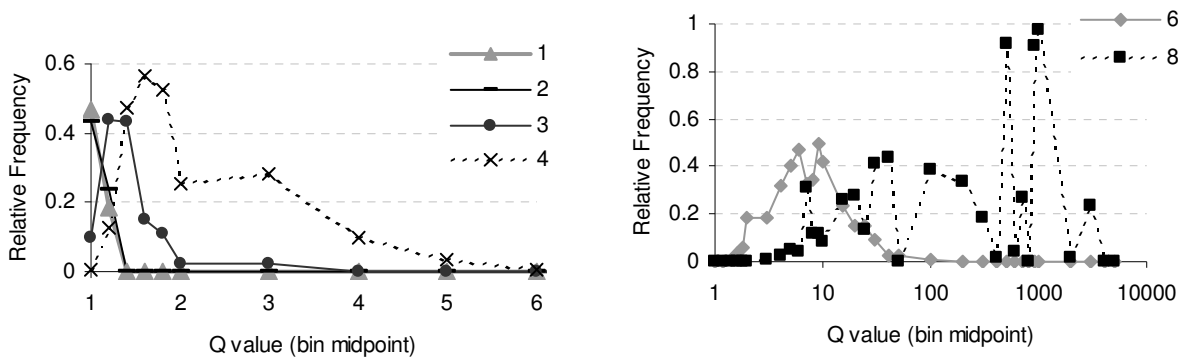 Relative Frequency
0.6
0.4
0.2
0
1 2 3 4 5 6
Q value (bin midpoint)
1
2
3
4
Relative Frequency
1
0.8
0.6
0.4
0.2
0
1 10 100 1000 10000
Q value (bin midpoint)
6
8